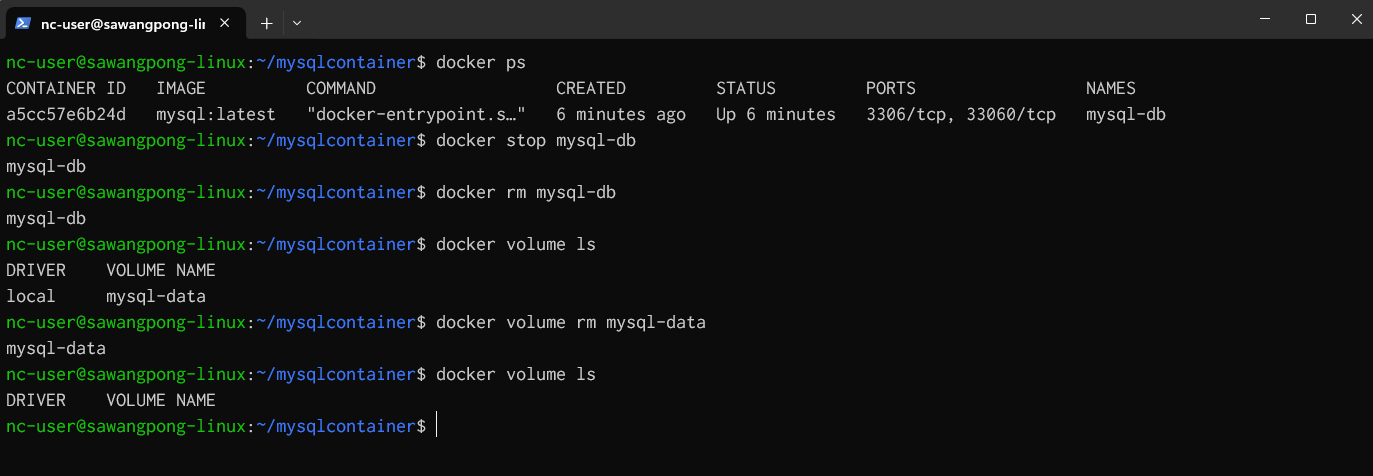 nc-user@sawangpong-li
nc-user@sawangpong-linux:~/mysqlcontainer$ docker ps
CONTAINER ID   IMAGE          COMMAND                  CREATED         STATUS         PORTS                 NAMES
a5cc57e6b24d   mysql:latest   "docker-entrypoint.s…"   6 minutes ago   Up 6 minutes   3306/tcp, 33060/tcp   mysql-db
nc-user@sawangpong-linux:~/mysqlcontainer$ docker stop mysql-db
mysql-db
nc-user@sawangpong-linux:~/mysqlcontainer$ docker rm mysql-db
mysql-db
nc-user@sawangpong-linux:~/mysqlcontainer$ docker volume ls
DRIVER    VOLUME NAME
local     mysql-data
nc-user@sawangpong-linux:~/mysqlcontainer$ docker volume rm mysql-data
mysql-data
nc-user@sawangpong-linux:~/mysqlcontainer$ docker volume ls
DRIVER    VOLUME NAME
nc-user@sawangpong-linux:~/mysqlcontainer$